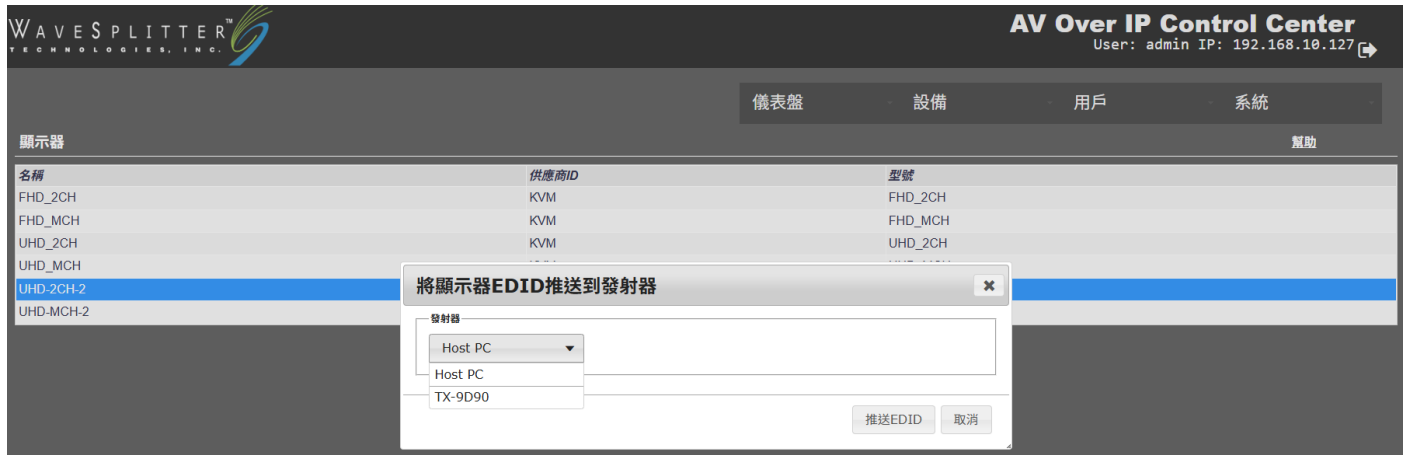 WAVESPLITTER™
TECHNOLOGIES, INC.
AV Over IP Control Center
User: admin IP: 192.168.10.127
儀表盤 設備 用戶 系統
顯示器 幫助
名稱 供應商ID 型號
FHD_2CH KVM FHD_2CH
FHD_MCH KVM FHD_MCH
UHD_2CH KVM UHD_2CH
UHD_MCH
UHD-2CH-2
UHD-MCH-2
將顯示器EDID推送到發射器
發射器
Host PC
Host PC
TX-9D90
推送EDID 取消